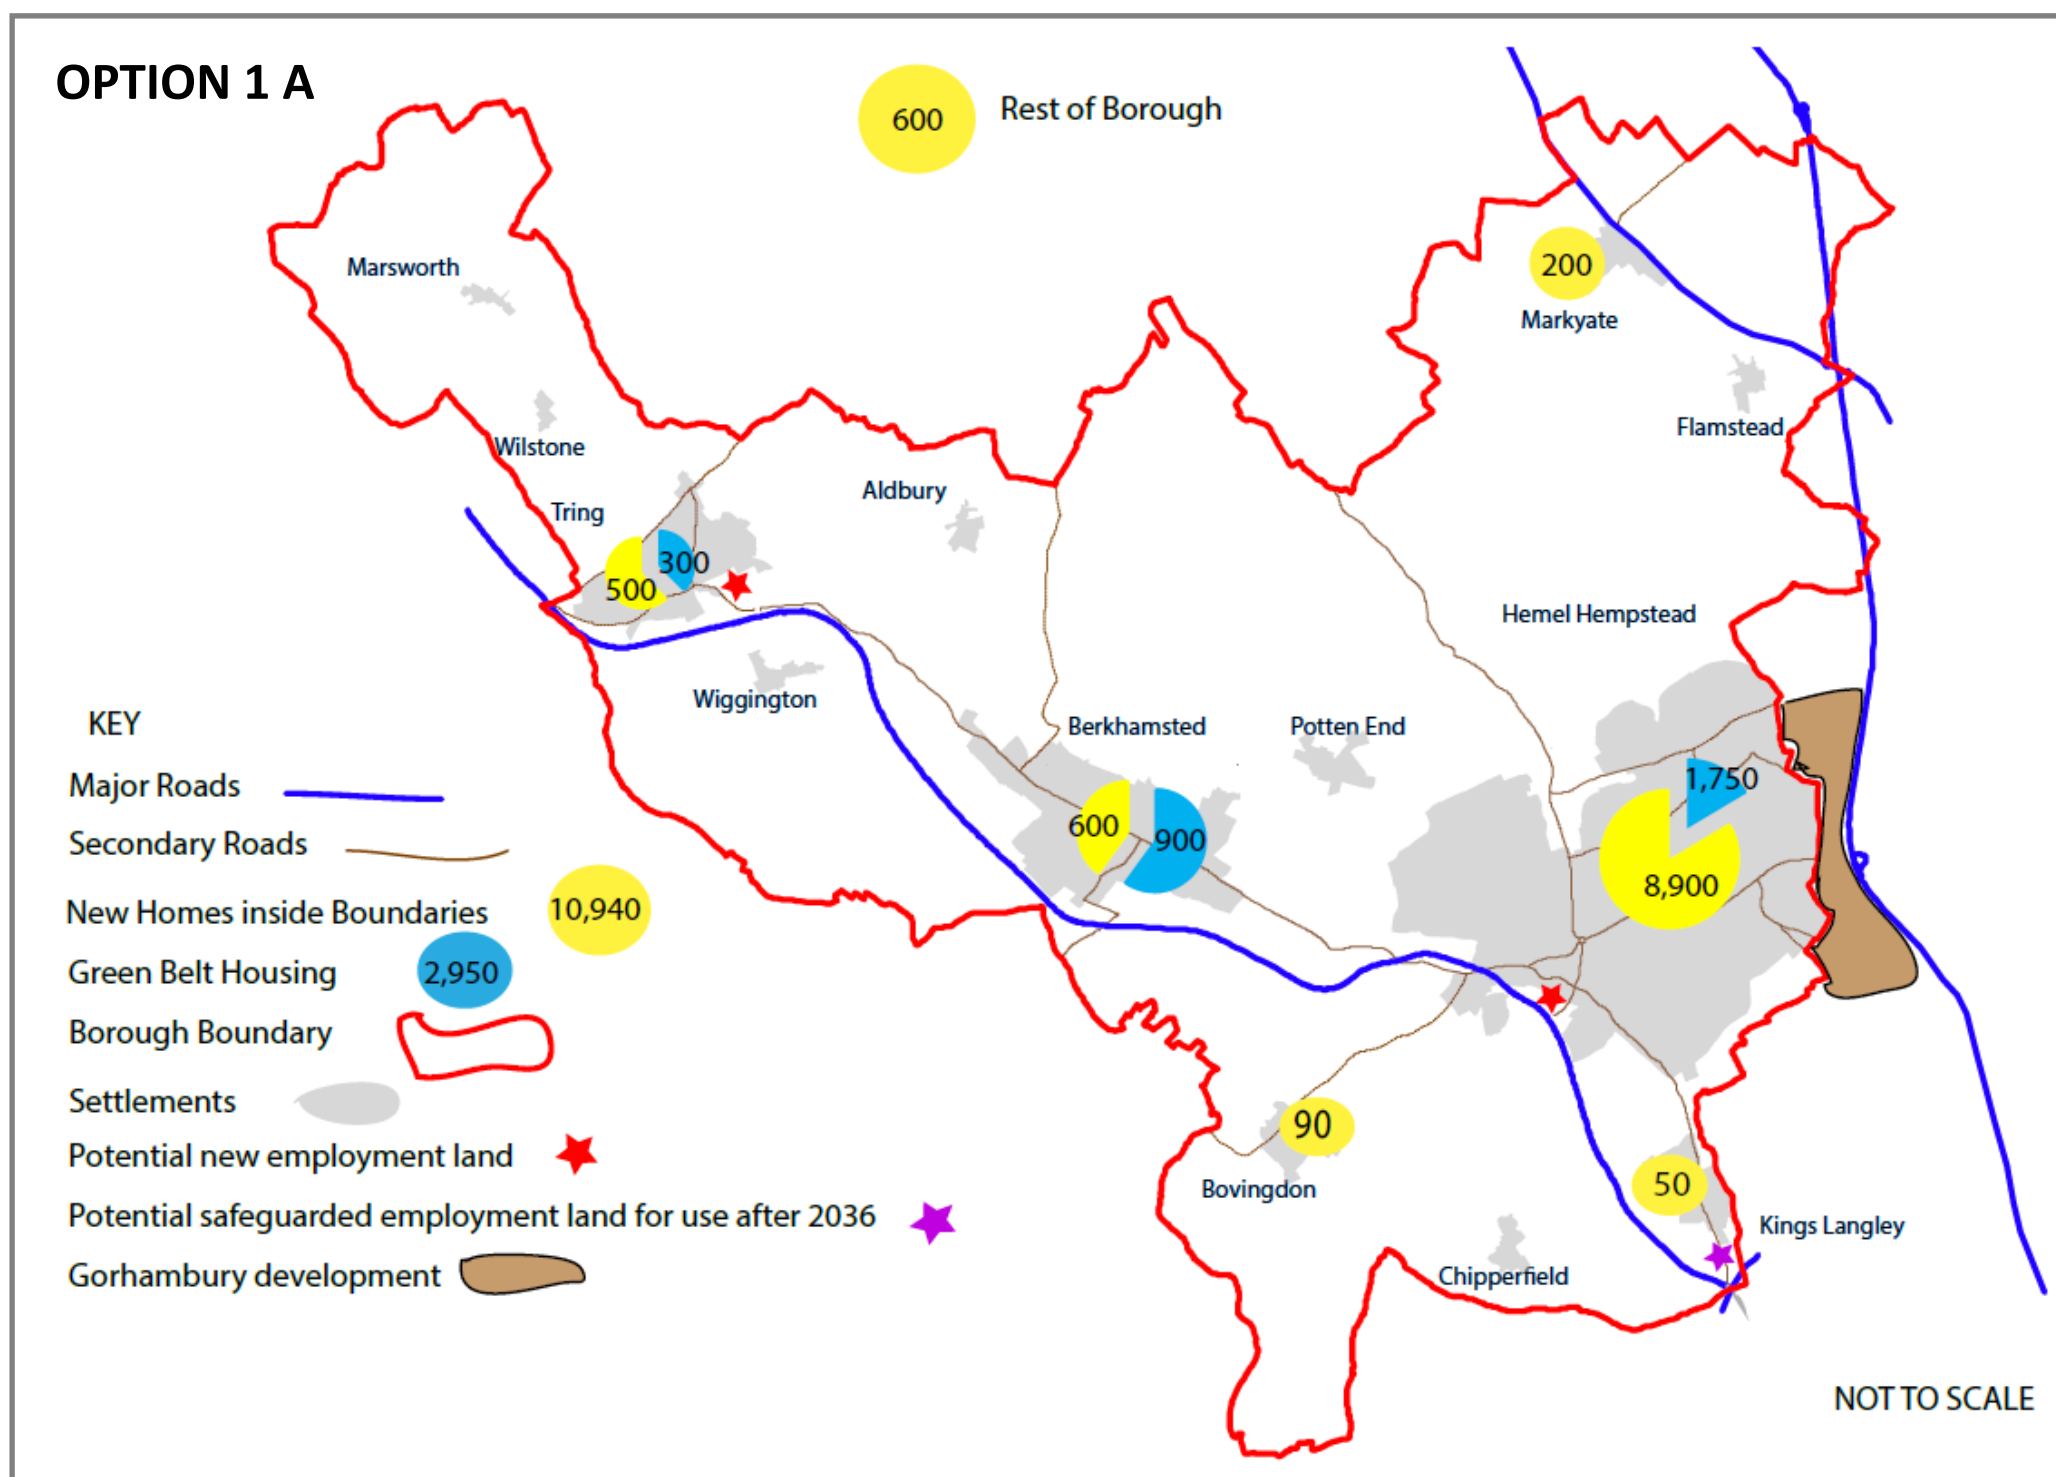 OPTION 1 A
600
Rest of Borough
Marsworth
200
Markyate
Wilstone
Flamstead
Tring
Aldbury
300
500
Hemel Hempstead
Wiggington
Berkhamsted
Potten End
600
900
1,750
8,900
KEY
Major Roads
Secondary Roads
New Homes inside Boundaries
10,940
Green Belt Housing
2,950
Borough Boundary
Settlements
Potential new employment land
Potential safeguarded employment land for use after 2036
Gorhambury development
90
Bovingdon
50
Kings Langley
Chipperfield
NOT TO SCALE